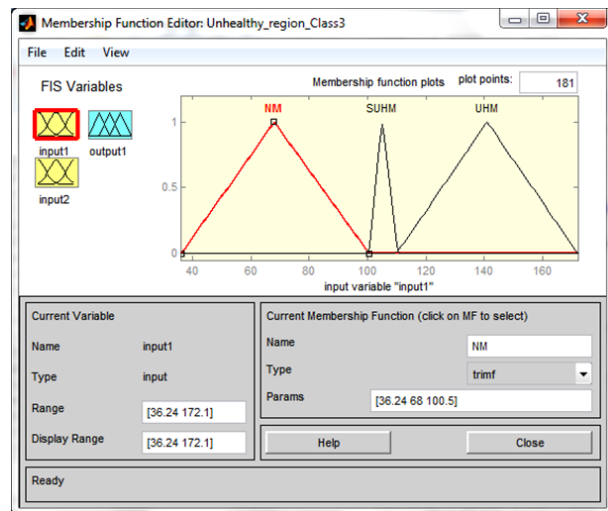 Membership Function Editor: Unhealthy_region_Class3
File Edit View
FIS Variables
input1 output1
input2
Membership function plots plot points: 181
NM SUHM UHM
1
0.5
0
40 60 80 100 120 140 160
input variable "input1"
Current Variable
Name input1
Type input
Range [36.24 172.1]
Display Range [36.24 172.1]
Current Membership Function (click on MF to select)
Name NM
Type trimf
Params [36.24 68 100.5]
Help Close
Ready